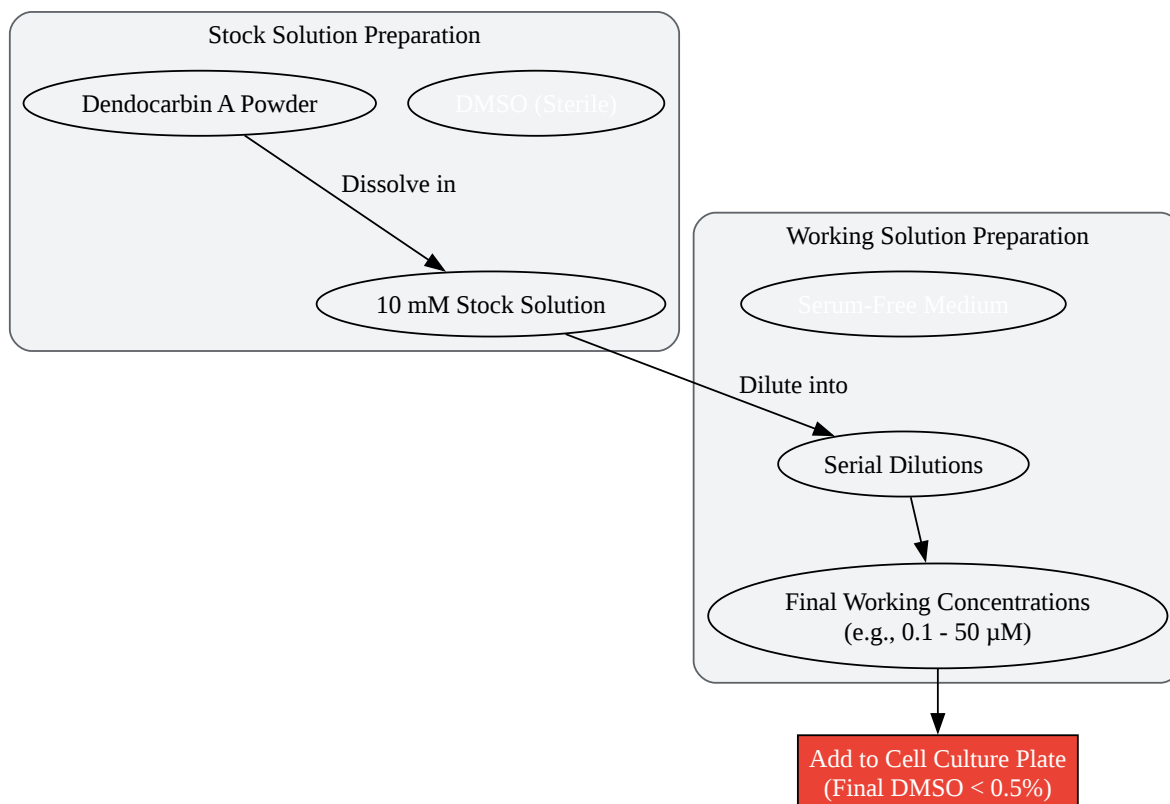 Stock Solution Preparation
Dendocarbin A Powder
DMSO (Sterile)
Dissolve in
10 mM Stock Solution
Working Solution Preparation
Serum-Free Medium
Dilute into
Serial Dilutions
Final Working Concentrations
(e.g., 0.1 - 50 µM)
Add to Cell Culture Plate
(Final DMSO < 0.5%)